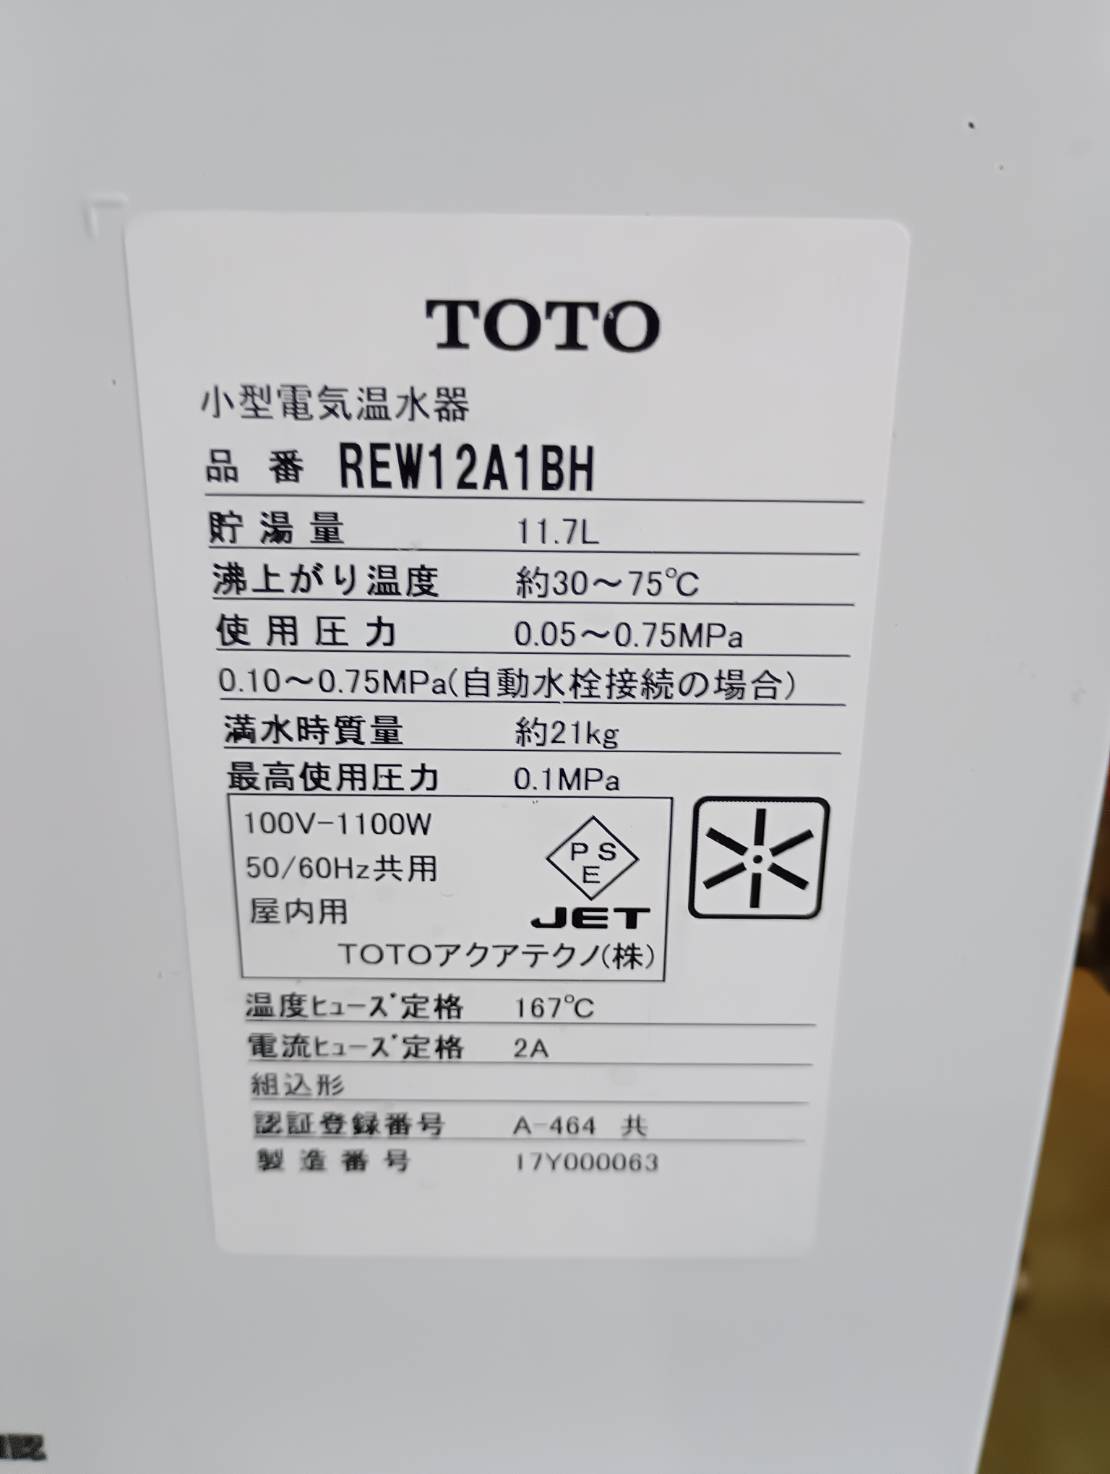 TOTO
小型電気温水器
品番 REW12A1BH
貯湯量 11.7L
沸上がり温度 約30～75℃
使用圧力 0.05～0.75MPa
0.10～0.75MPa(自動水栓接続の場合)
満水時質量 約21kg
最高使用圧力 0.1MPa
100V-1100W
50/60Hz共用
屋内用
PSE
JET
TOTOアクアテクノ(株)
温度ﾋｭｰｽﾞ定格 167℃
電流ﾋｭｰｽﾞ定格 2A
組込形
認証登録番号 A-464 共
製造番号 17Y000063